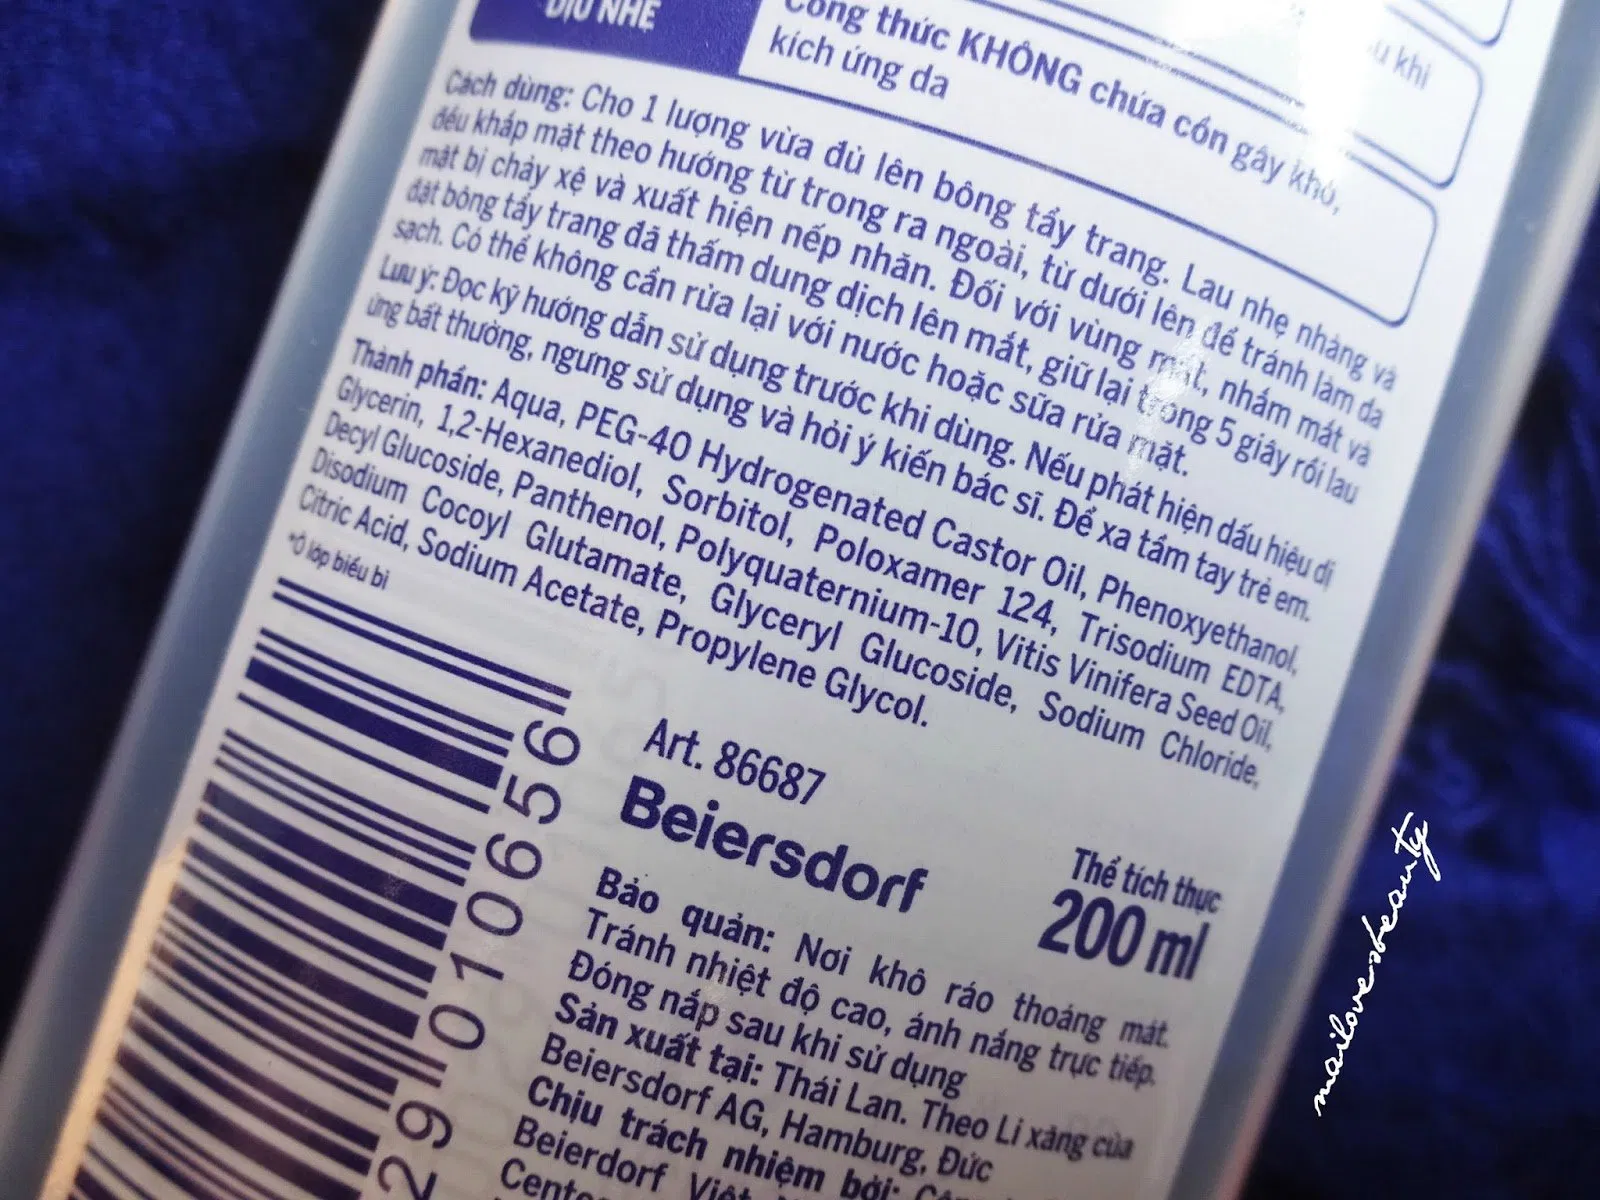 DỊU NHẸ
u khi
Công thức KHÔNG chứa cồn gây khô,
kích ứng da
Cách dùng: Cho 1 lượng vừa đủ lên bông tẩy trang. Lau nhẹ nhàng và
đều khắp mặt theo hướng từ trong ra ngoài, từ dưới lên để tránh làm da
mặt bị chảy xệ và xuất hiện nếp nhăn. Đối với vùng mắt, nhắm mắt và
đặt bông tẩy trang đã thấm dung dịch lên mắt, giữ lại trong 5 giây rồi lau
sạch. Có thể không cần rửa lại với nước hoặc sữa rửa mặt.
Lưu ý: Đọc kỹ hướng dẫn sử dụng trước khi dùng. Nếu phát hiện dấu hiệu dị
ứng bất thường, ngưng sử dụng và hỏi ý kiến bác sĩ. Để xa tầm tay trẻ em.
Thành phần: Aqua, PEG-40 Hydrogenated Castor Oil, Phenoxyethanol,
Glycerin, 1,2-Hexanediol, Sorbitol, Poloxamer 124, Trisodium EDTA,
Decyl Glucoside, Panthenol, Polyquaternium-10, Vitis Vinifera Seed Oil,
Disodium Cocoyl Glutamate, Glyceryl Glucoside, Sodium Chloride,
Citric Acid, Sodium Acetate, Propylene Glycol.
*Ở lớp biểu bì
Art. 86687
Beiersdorf
Thể tích thực
200 ml
Bảo quản: Nơi khô ráo thoáng mát.
Tránh nhiệt độ cao, ánh nắng trực tiếp.
Đóng nắp sau khi sử dụng
Sản xuất tại: Thái Lan. Theo Li xăng của
Beiersdorf AG, Hamburg, Đức
Chịu trách nhiệm bởi:
Beierdorf Việt
29 010656
mailovesbeauty